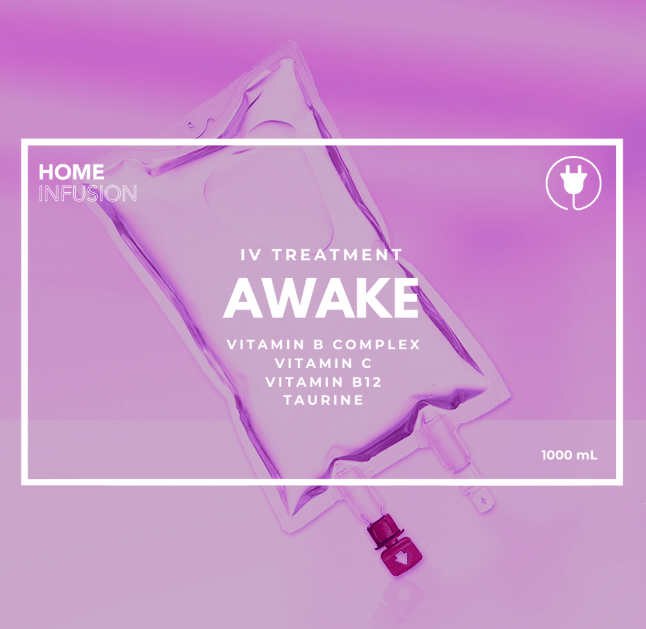 HOME
INFUSION
IV TREATMENT
AWAKE
VITAMIN B COMPLEX
VITAMIN C
VITAMIN B12
TAURINE
1000 mL